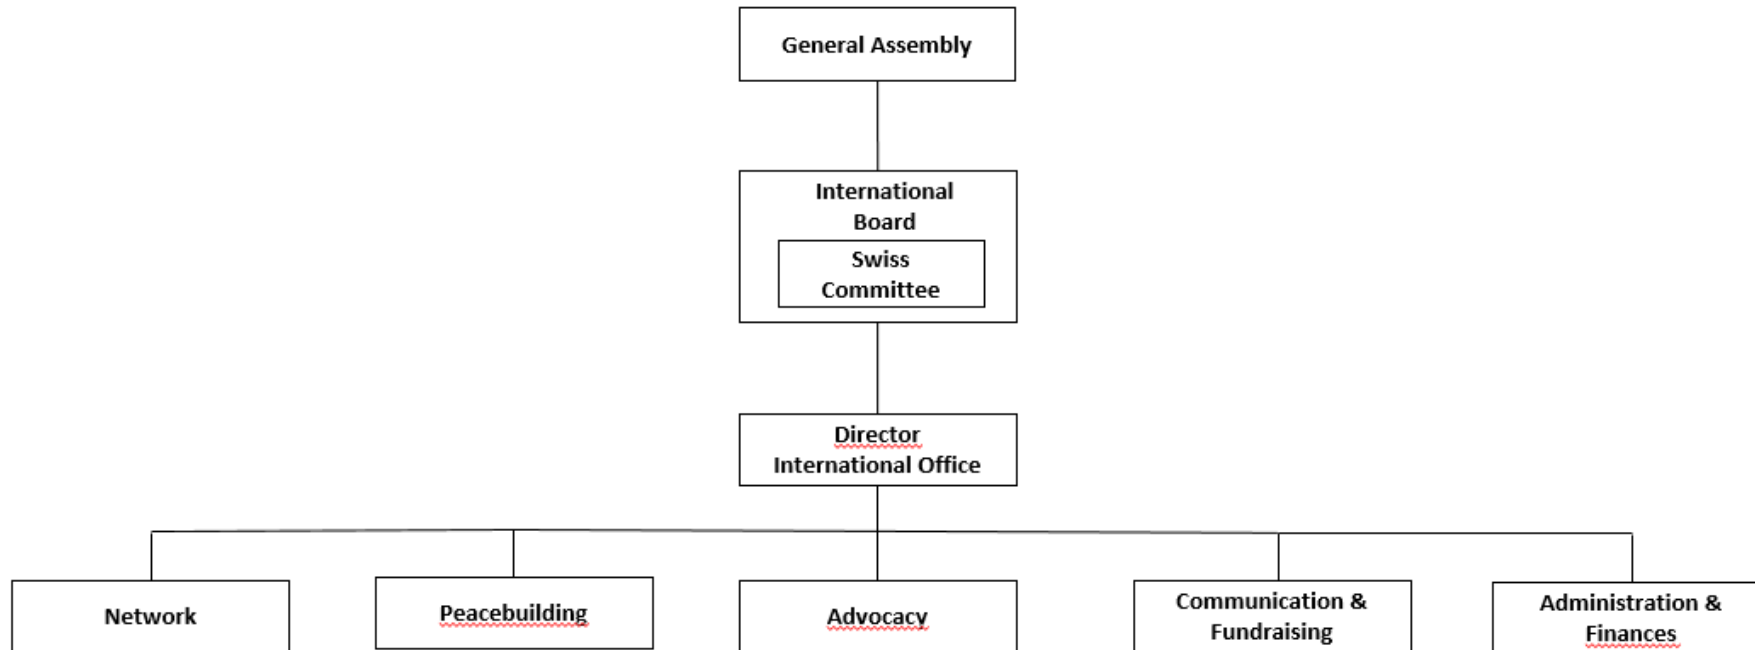 General Assembly
International
Board
Swiss
Committee
Director
International Office
Network
Peacebuilding
Advocacy
Communication &
Fundraising
Administration &
Finances